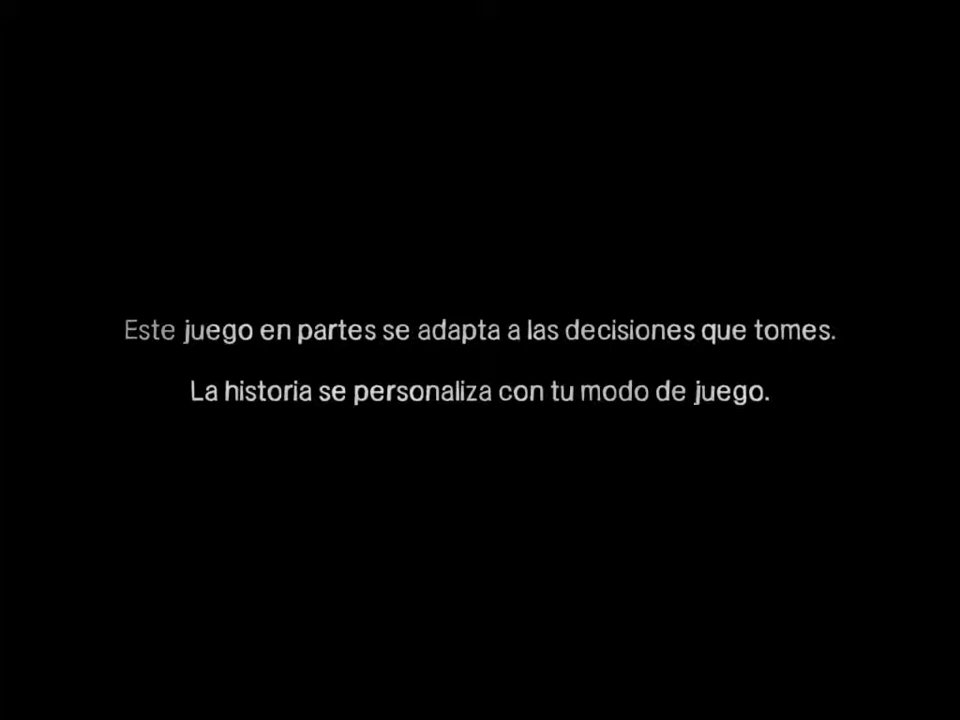 Este juego en partes se adapta a las decisiones que tomes.
La historia se personaliza con tu modo de juego.